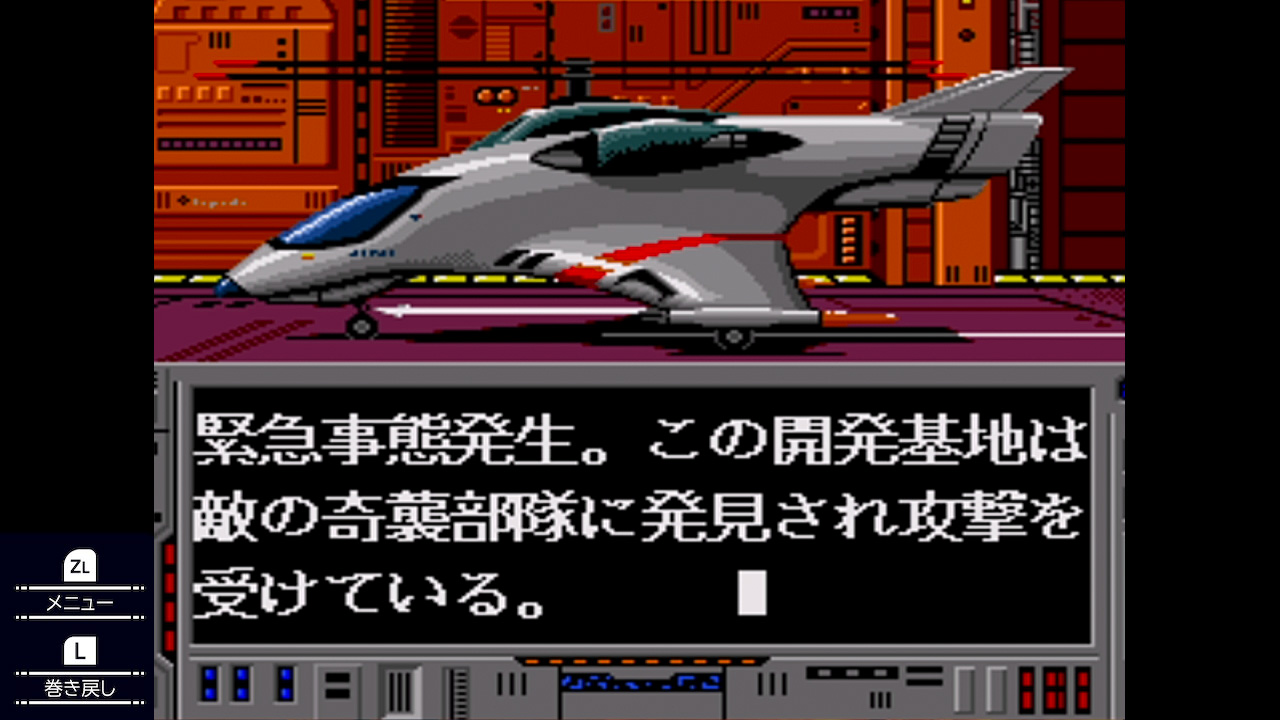 緊急事態発生。この開発基地は
敵の奇襲部隊に発見され攻撃を
受けている。
ZL
メニュー
L
巻き戻し